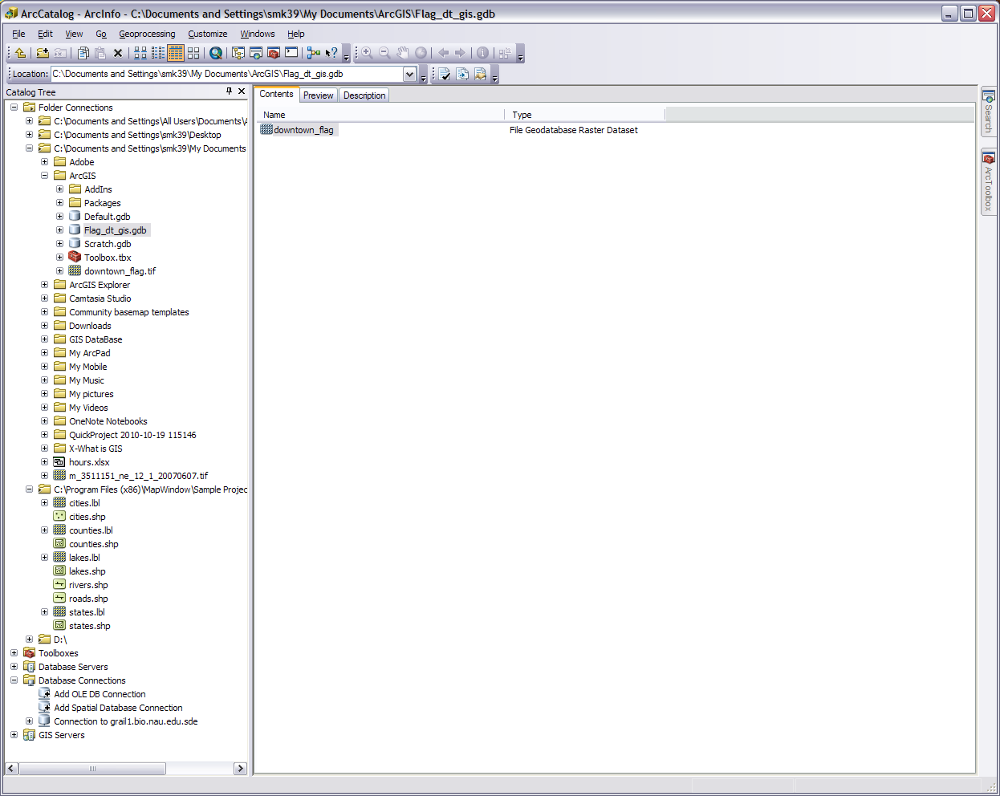 ArcCatalog - ArcInfo - C:\Documents and Settings\smk39\My Documents\ArcGIS\Flag_dt_gis.gdb
File Edit View Go Geoprocessing Customize Windows Help
Location: C:\Documents and Settings\smk39\My Documents\ArcGIS\Flag_dt_gis.gdb
Catalog Tree
Folder Connections
C:\Documents and Settings\All Users\Documents\
C:\Documents and Settings\smk39\Desktop
C:\Documents and Settings\smk39\My Documents
Adobe
ArcGIS
AddIns
Packages
Default.gdb
Flag_dt_gis.gdb
Scratch.gdb
Toolbox.tbx
downtown_flag.tif
ArcGIS Explorer
Camtasia Studio
Community basemap templates
Downloads
GIS DataBase
My ArcPad
My Mobile
My Music
My pictures
My Videos
OneNote Notebooks
QuickProject 2010-10-19 115146
X-What is GIS
hours.xlsx
m_3511151_ne_12_1_20070607.tif
C:\Program Files (x86)\MapWindow\Sample Projec
cities.lbl
cities.shp
counties.lbl
counties.shp
lakes.lbl
lakes.shp
rivers.shp
roads.shp
states.lbl
states.shp
D:\
Toolboxes
Database Servers
Database Connections
Add OLE DB Connection
Add Spatial Database Connection
Connection to grail1.bio.nau.edu.sde
GIS Servers
Contents Preview Description
Name Type
downtown_flag File Geodatabase Raster Dataset
Search
ArcToolbox